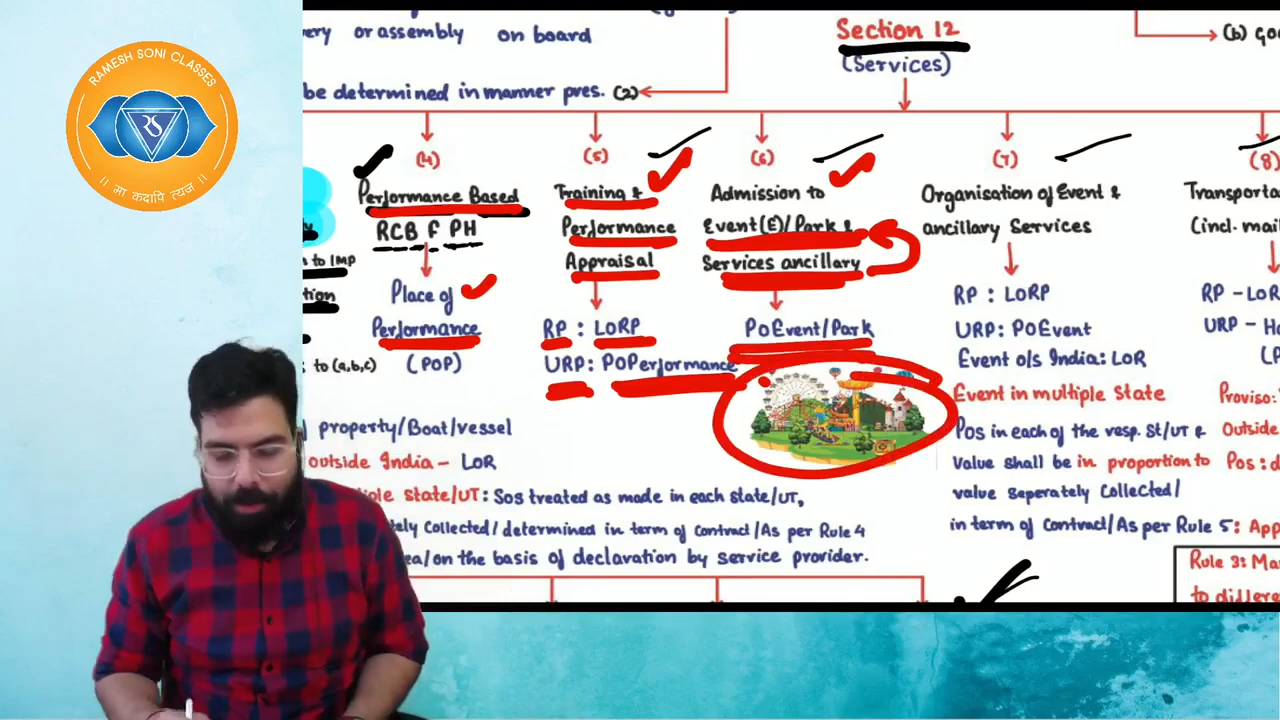 RAMESH SONI CLASSES
॥ मा कदापि त्यज ॥
or assembly on board
Section 12
(Services)
be determined in manner pres. (2)
(b)
(4)
Performance Based
RCB F PH
Place of
Performance
(POP)
(5)
Training &
Performance
Appraisal
RP : LoRP
URP: POPerformance
(6)
Admission to
Event(E)/Park &
Services ancillary
PoEvent/Park
(7)
Organisation of Event &
ancillary Services
RP : LoRP
URP: POEvent
Event o/s India: LOR
Event in multiple State
Pos in each of the resp. St/UT &
Value shall be in proportion to
value seperately Collected/
in term of Contract/As per Rule 5:
(8)
Transporta
(incl. mai
RP -LOR
URP - H
Proviso:
Outside
Pos : d
App
Rule 3: Ma
to differe
to IMP
tion
to (a,b,c)
property/Boat/vessel
outside India - LOR
ple state/UT: Sos treated as made in each state/UT,
tely Collected/determined in term of Contract/As per Rule 4
ea/on the basis of declaration by service provider.